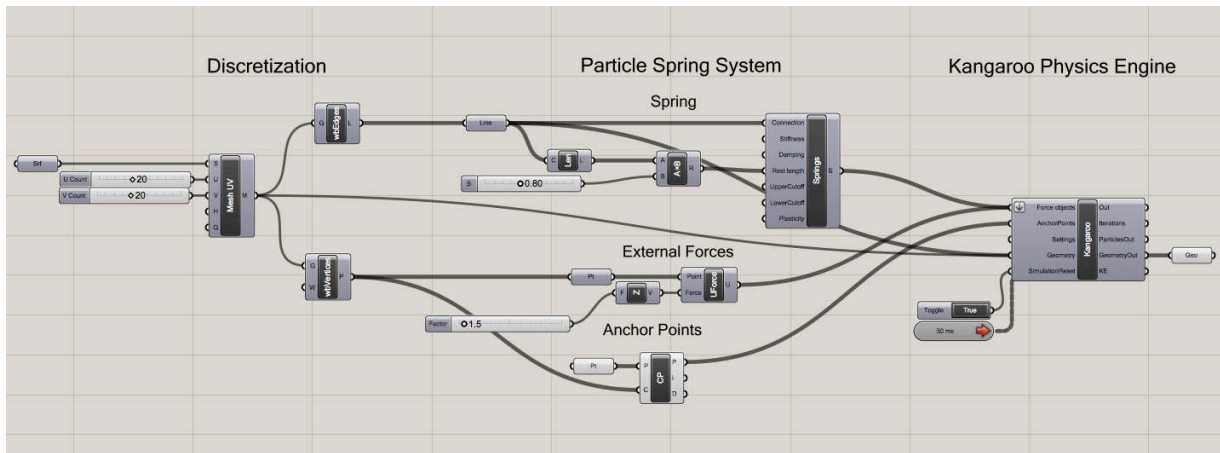 Discretization
Particle Spring System
Kangaroo Physics Engine
Spring
External Forces
Anchor Points
Srf
U Count 20
V Count 20
S
U
V
H
Q
Mesh UV
M
G
wbEdges
L
G
W
wbVertices
P
Line
C
Len
L
B 0.80
A
B
A×B
R
Connection
Stiffness
Damping
Rest length
UpperCutoff
LowerCutoff
Plasticity
Springs
S
Pt
Factor 1.5
F
Z
V
Point
Force
UForce
U
Pt
P
C
CP
P
i
D
Force objects
AnchorPoints
Settings
Geometry
SimulationReset
Kangaroo
Out
Iterations
ParticlesOut
GeometryOut
KE
Geo
Toggle True
50 ms